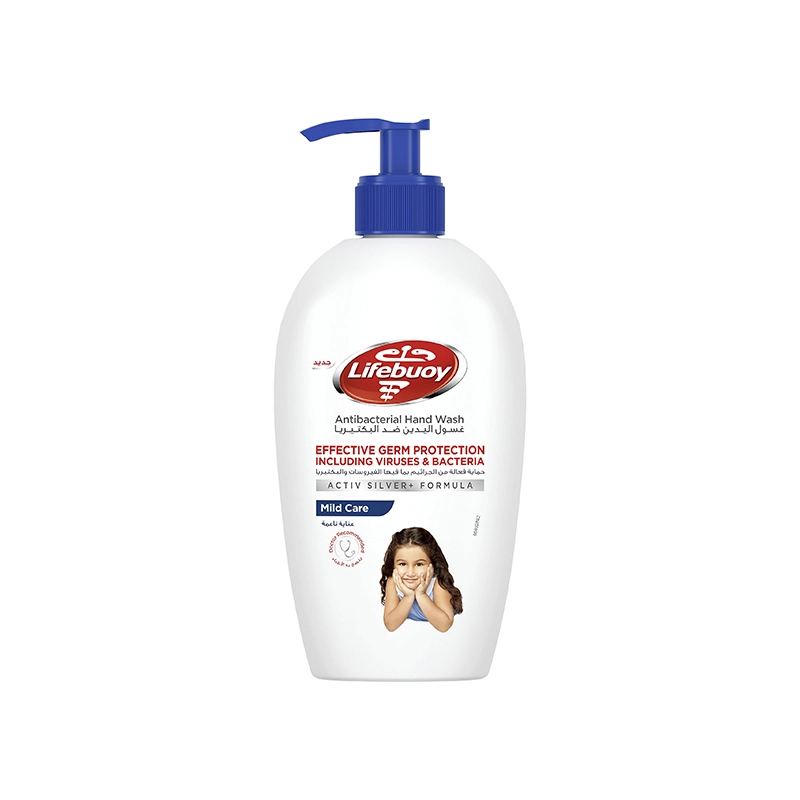 جديد
Lifebuoy
Antibacterial Hand Wash
غسول اليدين ضد البكتيريا
EFFECTIVE GERM PROTECTION
INCLUDING VIRUSES & BACTERIA
حماية فعالة من الجراثيم بما فيها الفيروسات والبكتيريا
ACTIV SILVER+ FORMULA
Mild Care
عناية ناعمة
Doctor Recommended